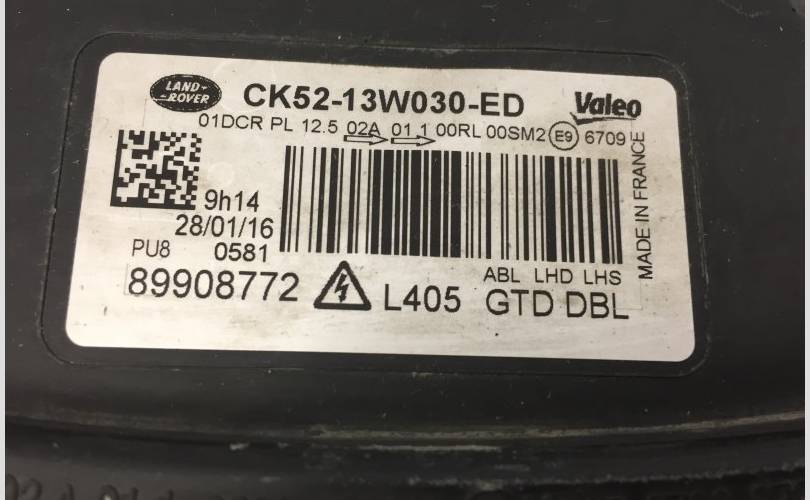 LAND ROVER CK52-13W030-ED Valeo
01DCR PL 12.5 02A 01 1 00RL 00SM2 E9 6709
9h14
28/01/16
PU8 0581
ABL LHD LHS
89908772 L405 GTD DBL
MADE IN FRANCE